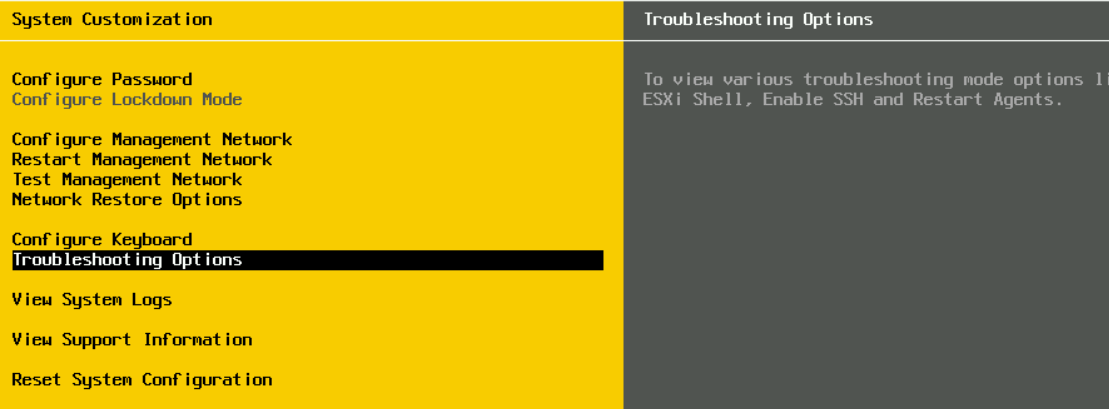 System Customization
Configure Password
Configure Lockdown Mode
Configure Management Network
Restart Management Network
Test Management Network
Network Restore Options
Configure Keyboard
Troubleshooting Options
View System Logs
View Support Information
Reset System Configuration
Troubleshooting Options
To view various troubleshooting mode options li
ESXi Shell, Enable SSH and Restart Agents.